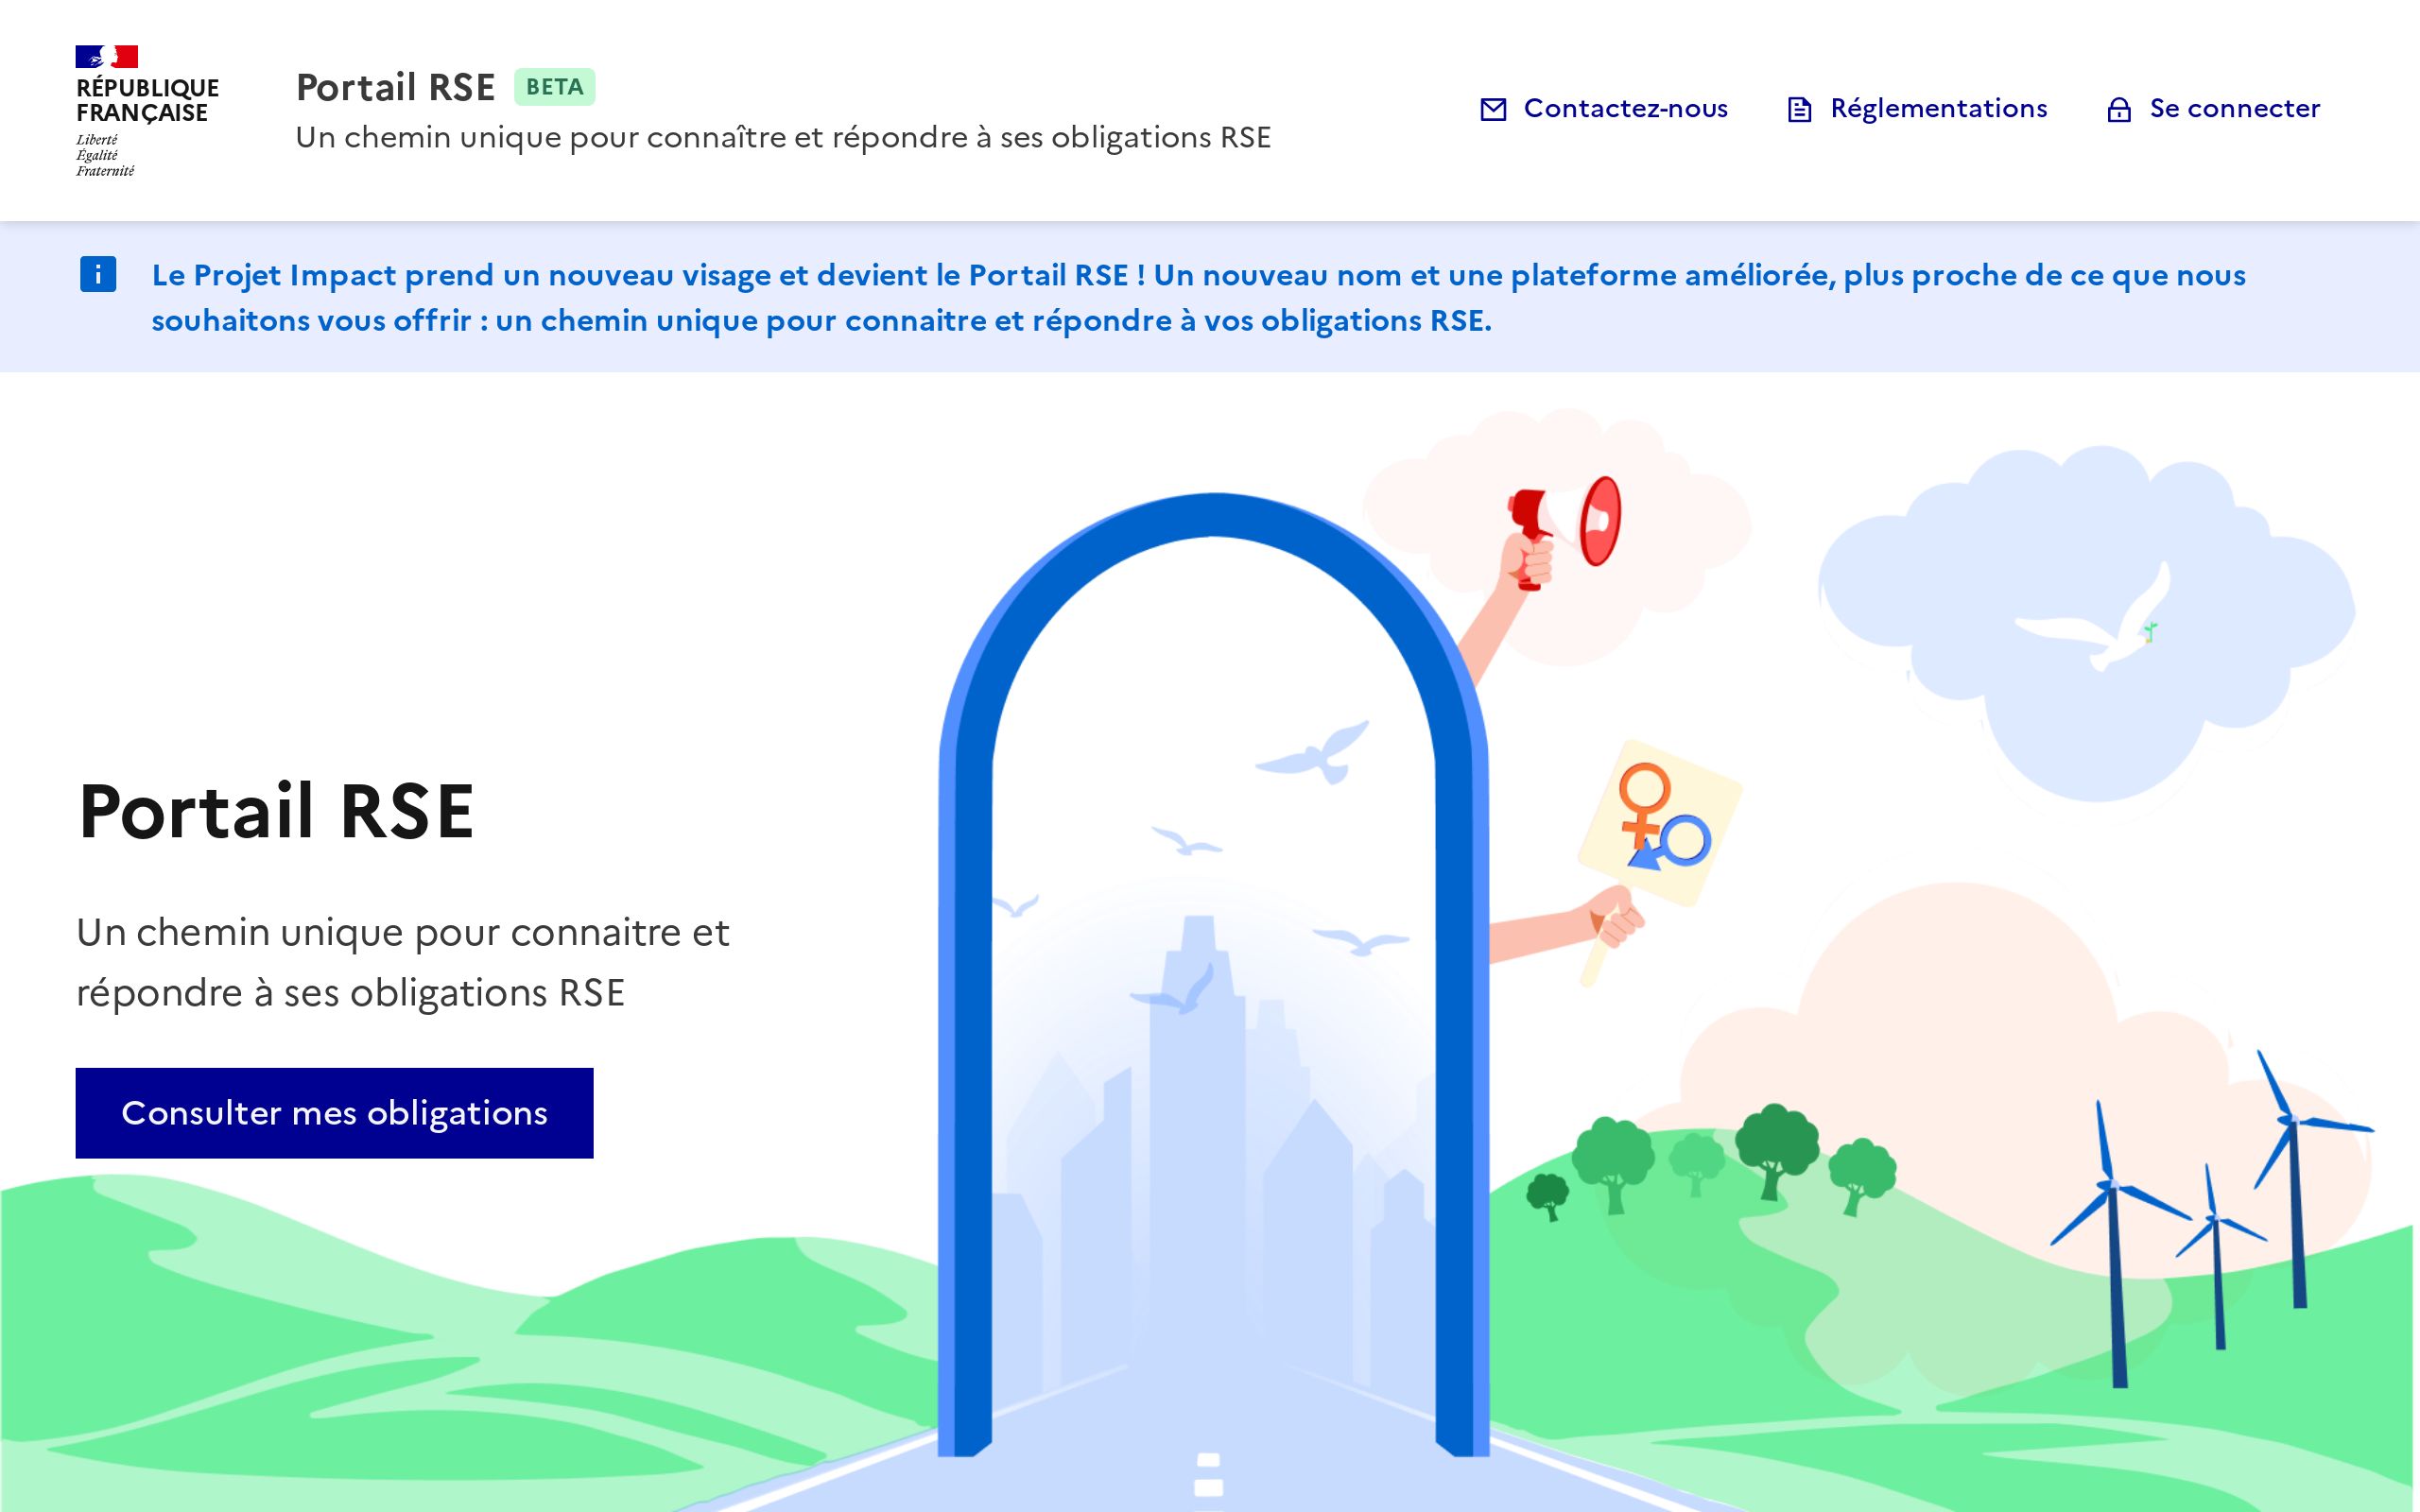 RÉPUBLIQUE
FRANÇAISE
Liberté
Égalité
Fraternité
Portail RSE BETA
Un chemin unique pour connaître et répondre à ses obligations RSE
Contactez-nous
Réglementations
Se connecter
Le Projet Impact prend un nouveau visage et devient le Portail RSE ! Un nouveau nom et une plateforme améliorée, plus proche de ce que nous
souhaitons vous offrir : un chemin unique pour connaitre et répondre à vos obligations RSE.
Portail RSE
Un chemin unique pour connaitre et
répondre à ses obligations RSE
Consulter mes obligations